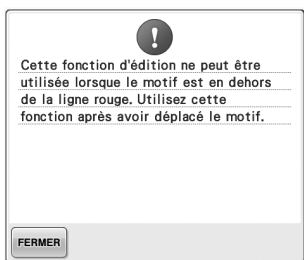 Cette fonction d'édition ne peut être
utilisée lorsque le motif est en dehors
de la ligne rouge. Utilisez cette
fonction après avoir déplacé le motif.
FERMER